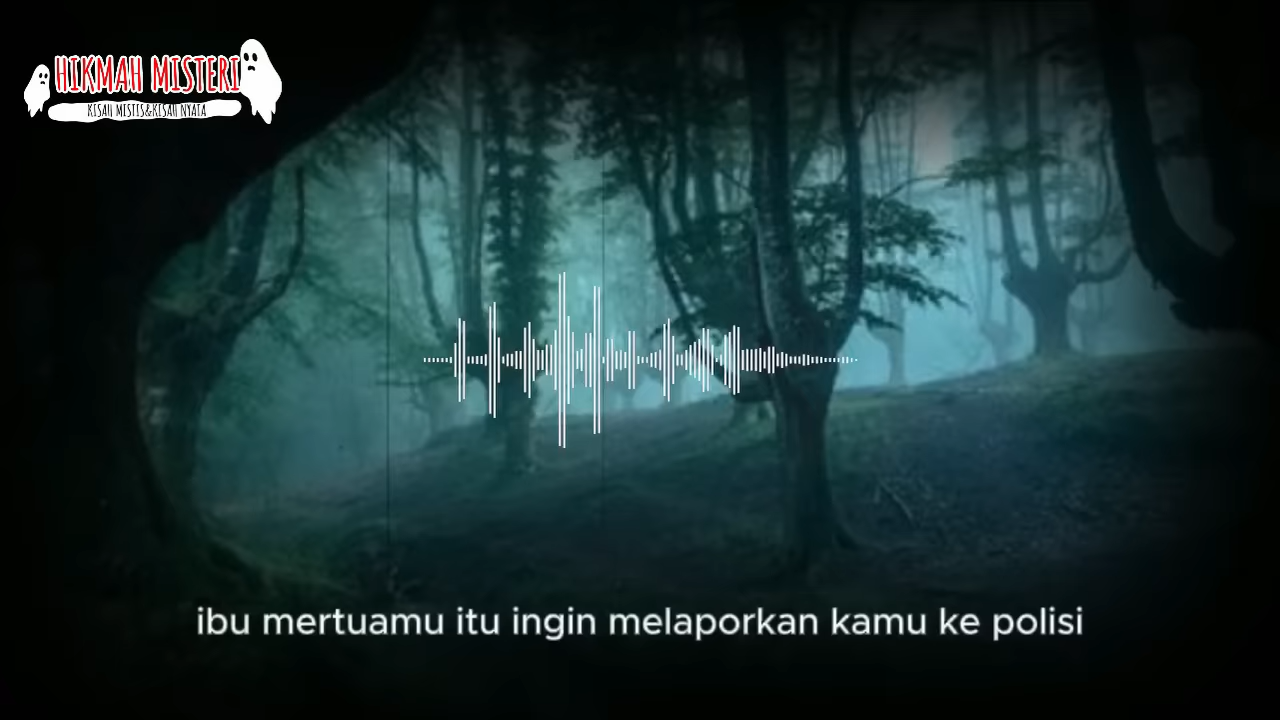 HIKMAH MISTERI
KISAH MISTIS&KISAH NYATA
ibu mertuamu itu ingin melaporkan kamu ke polisi